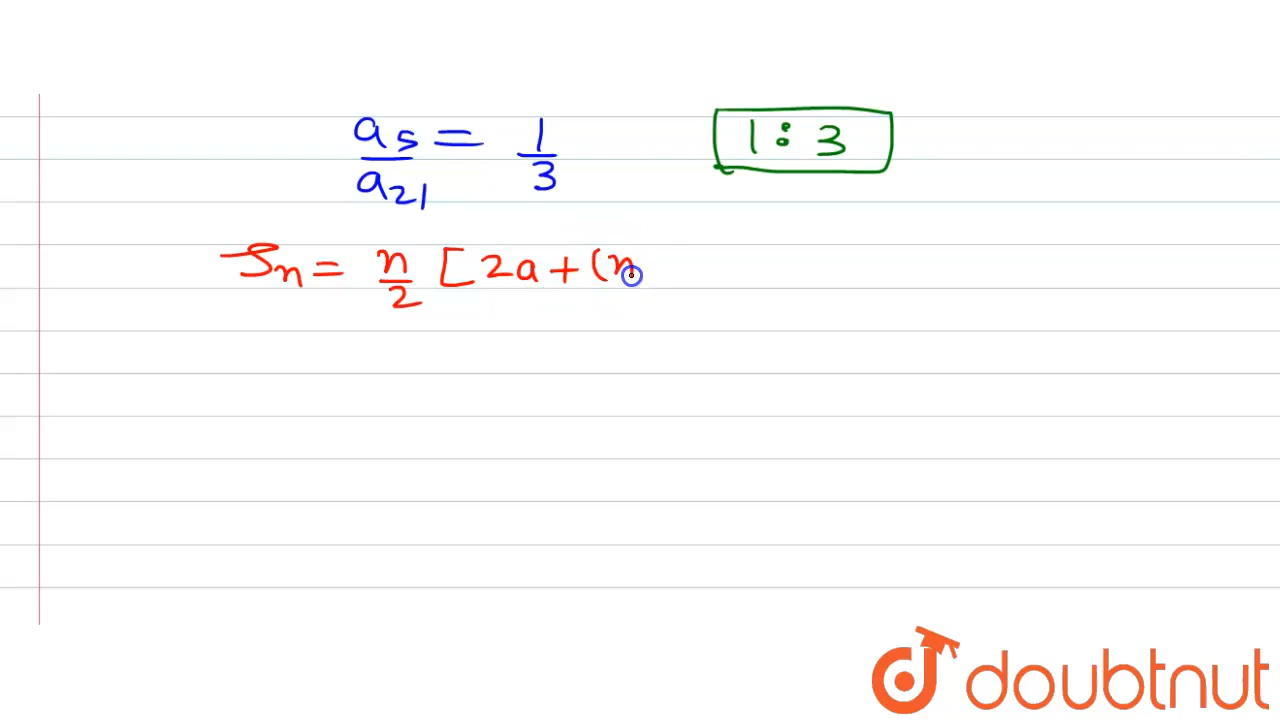 a5/a21 = 1/3
1 : 3
Sn = n/2 [2a + (n
doubtnut